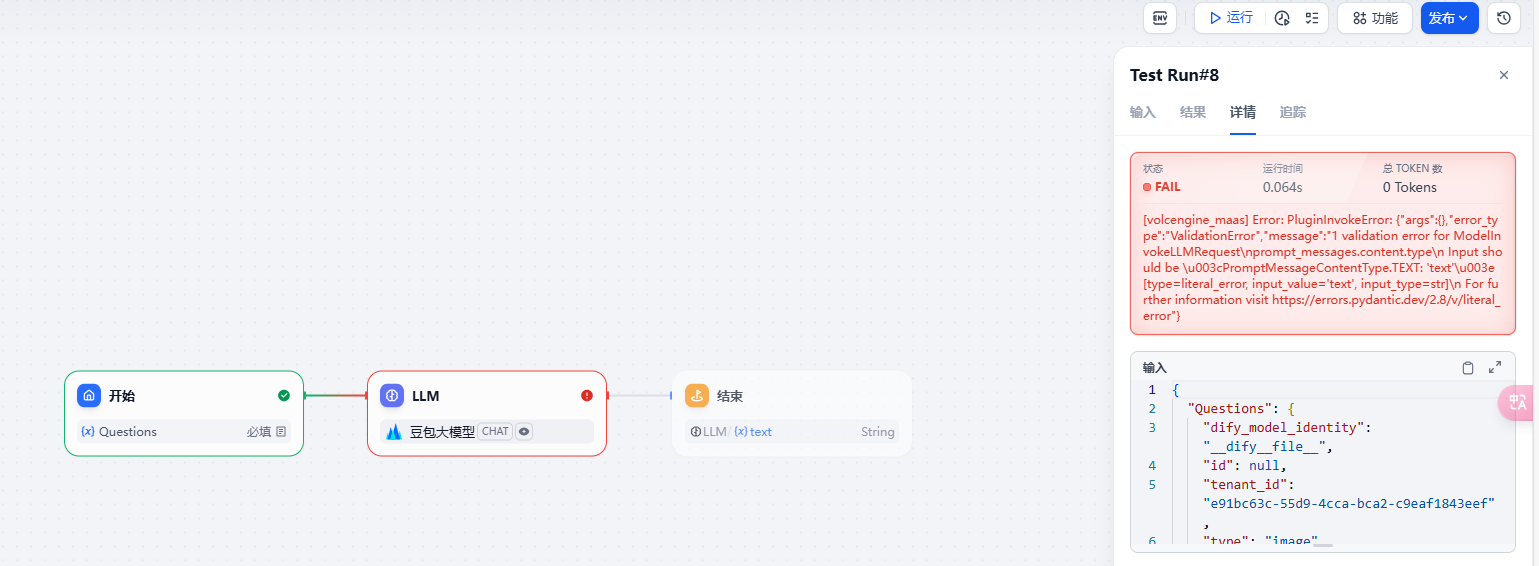 ENV
运行
功能
发布
Test Run#8
输入 结果 详情 追踪
状态 运行时间 总 TOKEN 数
FAIL 0.064s 0 Tokens
[volcengine_maas] Error: PluginInvokeError: {"args":{},"error_ty
pe":"ValidationError","message":"1 validation error for ModelIn
vokeLLMRequest\nprompt_messages.content.type\n Input sho
uld be \u003cPromptMessageContentType.TEXT: 'text'\u003e
[type=literal_error, input_value='text', input_type=str]\n For fu
rther information visit https://errors.pydantic.dev/2.8/v/literal_
error"}
开始
{x} Questions 必填
LLM
豆包大模型 CHAT
结束
LLM/ {x} text String
输入
1 {
2 "Questions": {
3 "dify_model_identity":
"__dify__file__",
4 "id": null,
5 "tenant_id":
"e91bc63c-55d9-4cca-bca2-c9eaf1843eef"
,
6 "type": "image"
中A